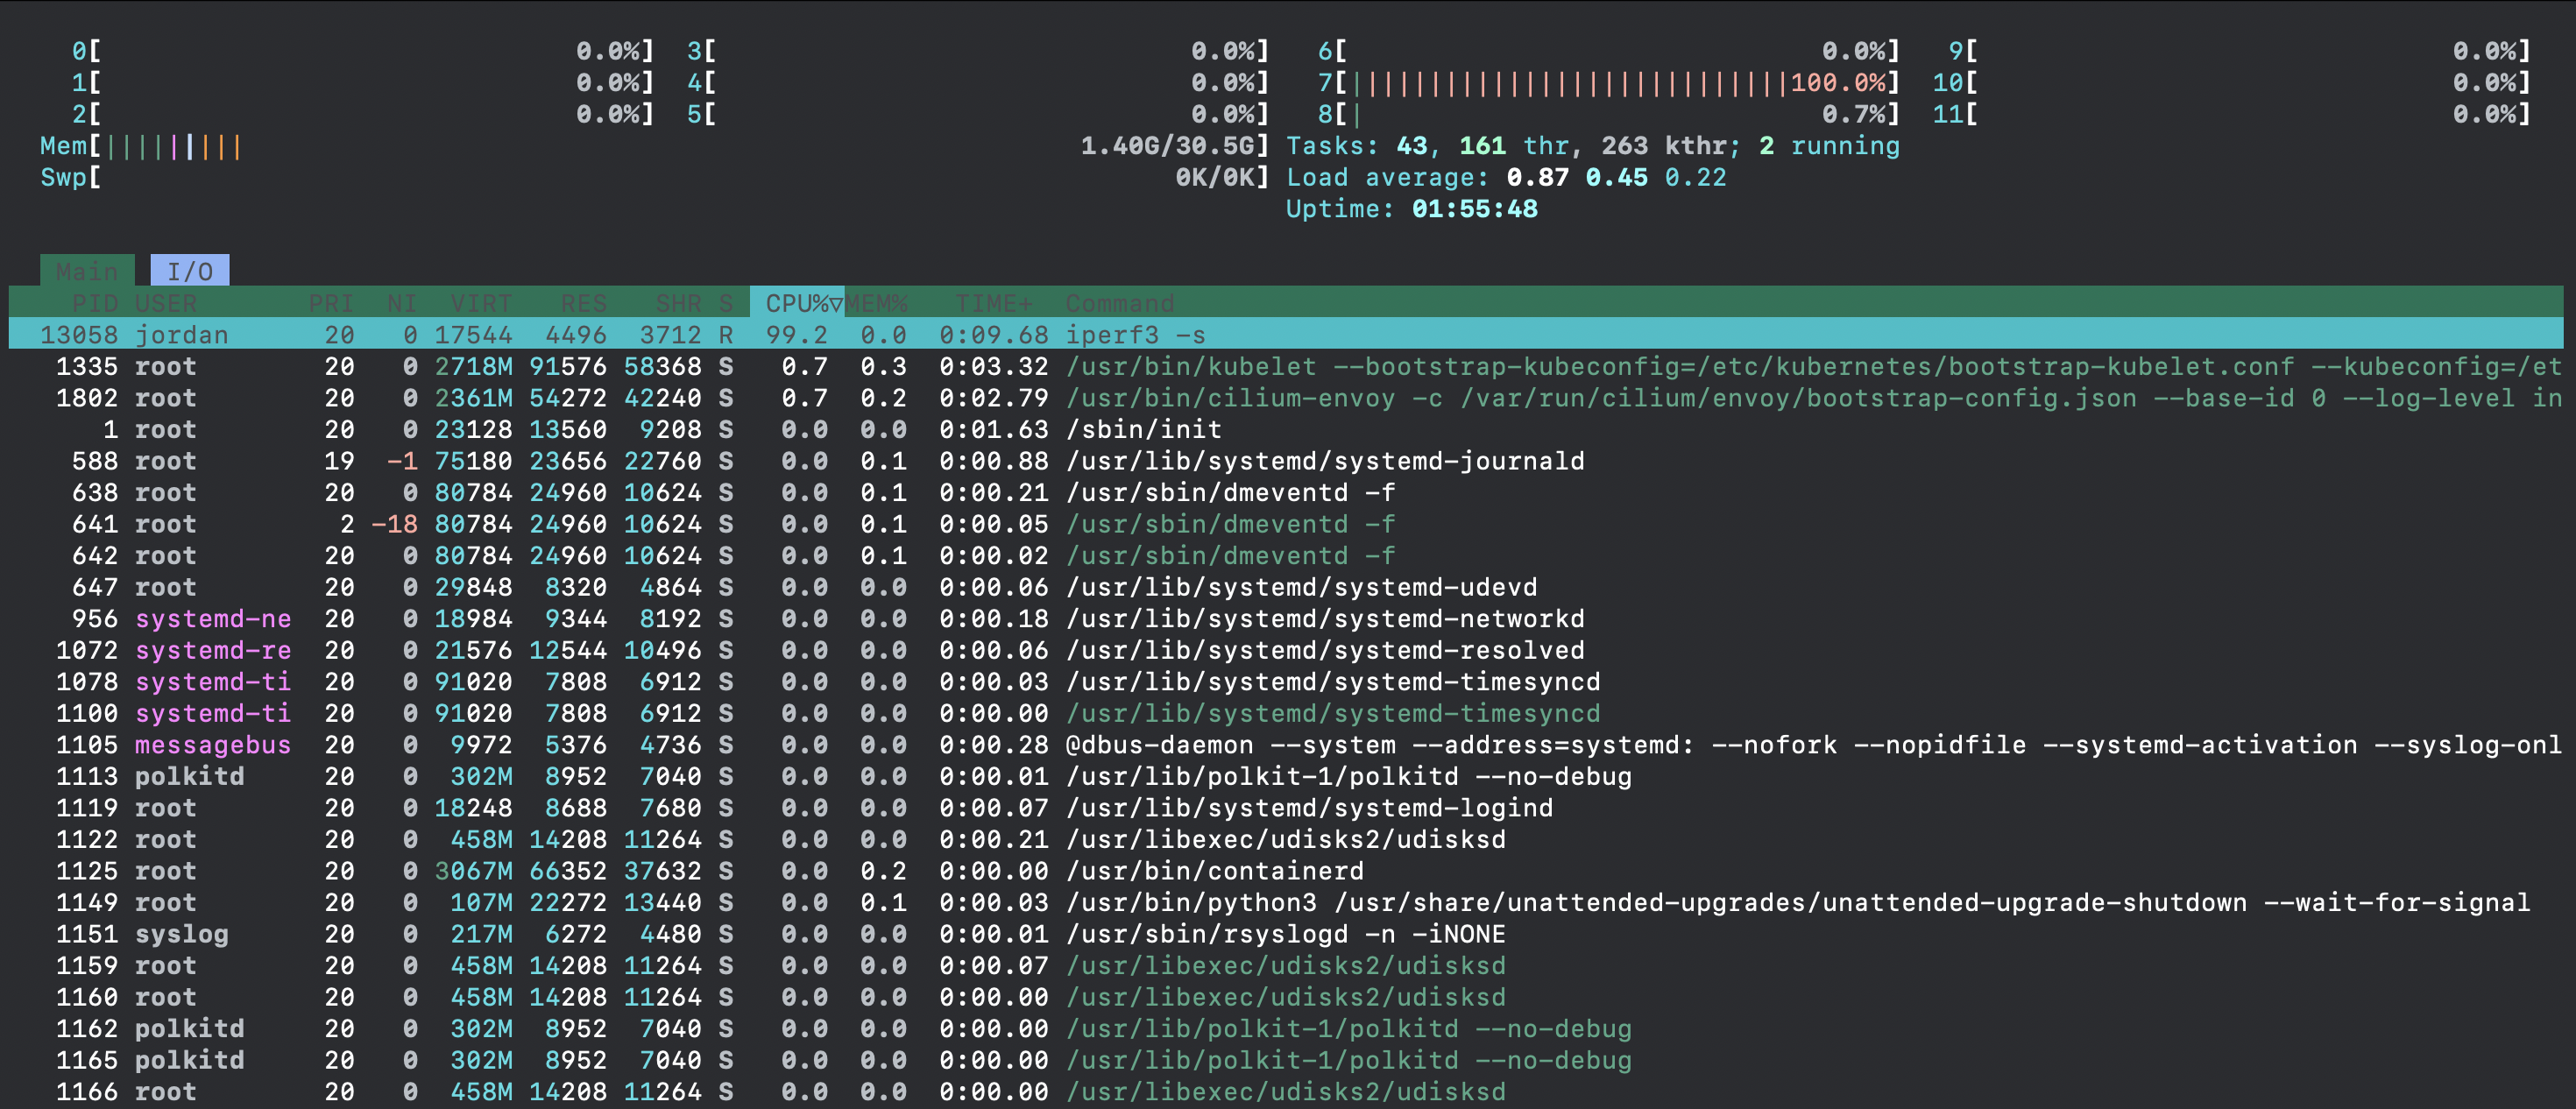 0[ 0.0%] 3[ 0.0%] 6[ 0.0%] 9[ 0.0%]
1[ 0.0%] 4[ 0.0%] 7[||||||||||||||||||||||||||||100.0%] 10[ 0.0%]
2[ 0.0%] 5[ 0.0%] 8[| 0.7%] 11[ 0.0%]
Mem[||||||||| 1.40G/30.5G] Tasks: 43, 161 thr, 263 kthr; 2 running
Swp[ 0K/0K] Load average: 0.87 0.45 0.22
Uptime: 01:55:48
Main I/O
PID USER PRI NI VIRT RES SHR S CPU%▽MEM% TIME+ Command
13058 jordan 20 0 17544 4496 3712 R 99.2 0.0 0:09.68 iperf3 -s
1335 root 20 0 2718M 91576 58368 S 0.7 0.3 0:03.32 /usr/bin/kubelet --bootstrap-kubeconfig=/etc/kubernetes/bootstrap-kubelet.conf --kubeconfig=/et
1802 root 20 0 2361M 54272 42240 S 0.7 0.2 0:02.79 /usr/bin/cilium-envoy -c /var/run/cilium/envoy/bootstrap-config.json --base-id 0 --log-level in
1 root 20 0 23128 13560 9208 S 0.0 0.0 0:01.63 /sbin/init
588 root 19 -1 75180 23656 22760 S 0.0 0.1 0:00.88 /usr/lib/systemd/systemd-journald
638 root 20 0 80784 24960 10624 S 0.0 0.1 0:00.21 /usr/sbin/dmeventd -f
641 root 2 -18 80784 24960 10624 S 0.0 0.1 0:00.05 /usr/sbin/dmeventd -f
642 root 20 0 80784 24960 10624 S 0.0 0.1 0:00.02 /usr/sbin/dmeventd -f
647 root 20 0 29848 8320 4864 S 0.0 0.0 0:00.06 /usr/lib/systemd/systemd-udevd
956 systemd-ne 20 0 18984 9344 8192 S 0.0 0.0 0:00.18 /usr/lib/systemd/systemd-networkd
1072 systemd-re 20 0 21576 12544 10496 S 0.0 0.0 0:00.06 /usr/lib/systemd/systemd-resolved
1078 systemd-ti 20 0 91020 7808 6912 S 0.0 0.0 0:00.03 /usr/lib/systemd/systemd-timesyncd
1100 systemd-ti 20 0 91020 7808 6912 S 0.0 0.0 0:00.00 /usr/lib/systemd/systemd-timesyncd
1105 messagebus 20 0 9972 5376 4736 S 0.0 0.0 0:00.28 @dbus-daemon --system --address=systemd: --nofork --nopidfile --systemd-activation --syslog-onl
1113 polkitd 20 0 302M 8952 7040 S 0.0 0.0 0:00.01 /usr/lib/polkit-1/polkitd --no-debug
1119 root 20 0 18248 8688 7680 S 0.0 0.0 0:00.07 /usr/lib/systemd/systemd-logind
1122 root 20 0 458M 14208 11264 S 0.0 0.0 0:00.21 /usr/libexec/udisks2/udisksd
1125 root 20 0 3067M 66352 37632 S 0.0 0.2 0:00.00 /usr/bin/containerd
1149 root 20 0 107M 22272 13440 S 0.0 0.1 0:00.03 /usr/bin/python3 /usr/share/unattended-upgrades/unattended-upgrade-shutdown --wait-for-signal
1151 syslog 20 0 217M 6272 4480 S 0.0 0.0 0:00.01 /usr/sbin/rsyslogd -n -iNONE
1159 root 20 0 458M 14208 11264 S 0.0 0.0 0:00.07 /usr/libexec/udisks2/udisksd
1160 root 20 0 458M 14208 11264 S 0.0 0.0 0:00.00 /usr/libexec/udisks2/udisksd
1162 polkitd 20 0 302M 8952 7040 S 0.0 0.0 0:00.00 /usr/lib/polkit-1/polkitd --no-debug
1165 polkitd 20 0 302M 8952 7040 S 0.0 0.0 0:00.00 /usr/lib/polkit-1/polkitd --no-debug
1166 root 20 0 458M 14208 11264 S 0.0 0.0 0:00.00 /usr/libexec/udisks2/udisksd